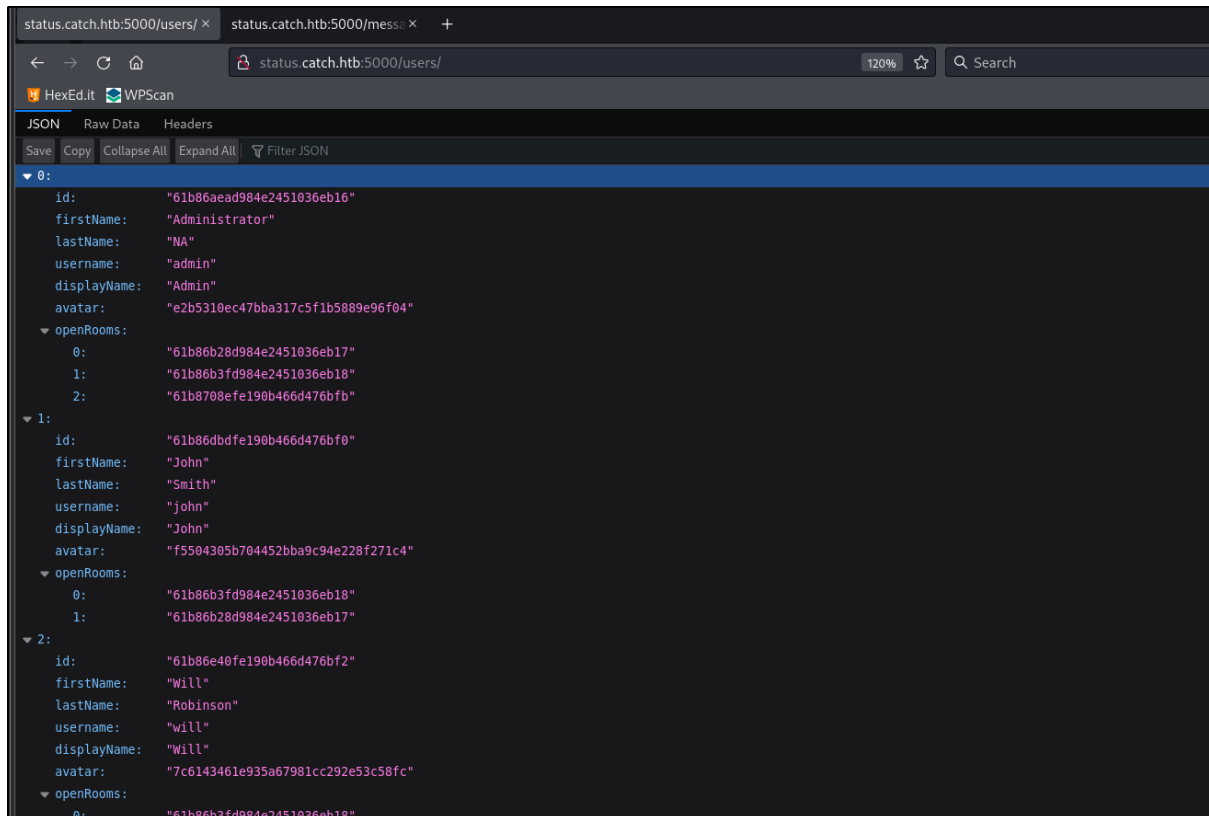 status.catch.htb:5000/users/ × status.catch.htb:5000/messa × +
status.catch.htb:5000/users/ 120% Search
HexEd.it WPScan
JSON Raw Data Headers
Save Copy Collapse All Expand All Filter JSON
0:
id: "61b86aead984e2451036eb16"
firstName: "Administrator"
lastName: "NA"
username: "admin"
displayName: "Admin"
avatar: "e2b5310ec47bba317c5f1b5889e96f04"
openRooms:
0: "61b86b28d984e2451036eb17"
1: "61b86b3fd984e2451036eb18"
2: "61b8708efe190b466d476bfb"
1:
id: "61b86dbdfe190b466d476bf0"
firstName: "John"
lastName: "Smith"
username: "john"
displayName: "John"
avatar: "f5504305b704452bba9c94e228f271c4"
openRooms:
0: "61b86b3fd984e2451036eb18"
1: "61b86b28d984e2451036eb17"
2:
id: "61b86e40fe190b466d476bf2"
firstName: "Will"
lastName: "Robinson"
username: "will"
displayName: "Will"
avatar: "7c6143461e935a67981cc292e53c58fc"
openRooms:
0: "61b86b3fd984e2451036eb18"